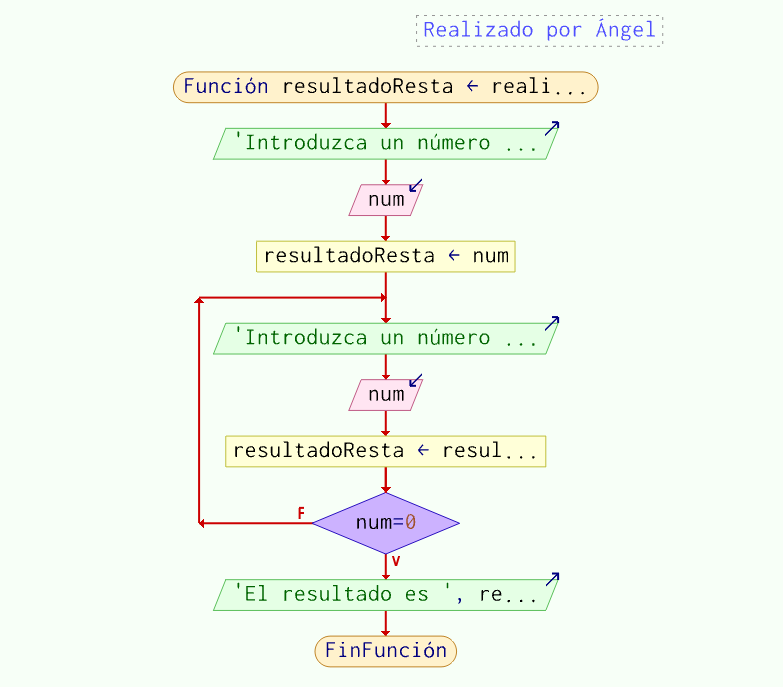 Realizado por Ángel
Función resultadoResta ← reali...
'Introduzca un número ...
num
resultadoResta ← num
'Introduzca un número ...
num
resultadoResta ← resul...
num=0
F
V
'El resultado es ', re...
FinFunción